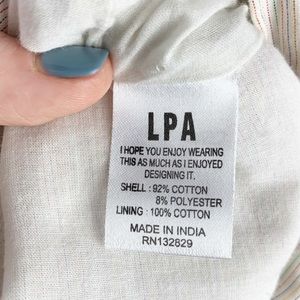 LPA
I HOPE YOU ENJOY WEARING
THIS AS MUCH AS I ENJOYED
DESIGNING IT.
SHELL : 92% COTTON
8% POLYESTER
LINING : 100% COTTON
MADE IN INDIA
RN132829